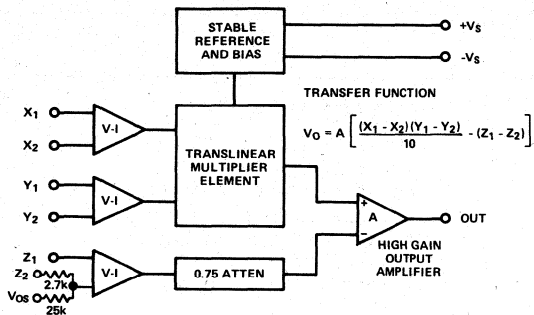 STABLE
REFERENCE
AND BIAS
+VS
-VS
TRANSFER FUNCTION
VO = A [ (X1 - X2)(Y1 - Y2) / 10 - (Z1 - Z2) ]
X1
X2
V-I
TRANSLINEAR
MULTIPLIER
ELEMENT
Y1
Y2
V-I
+
A
-
OUT
HIGH GAIN
OUTPUT
AMPLIFIER
Z1
Z2
2.7k
VOS
25k
V-I
0.75 ATTEN